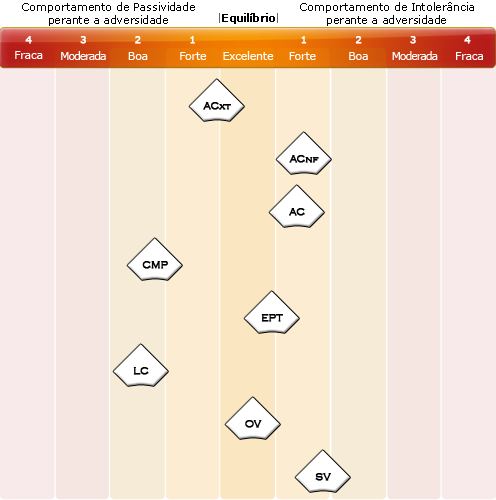 Comportamento de Passividade
perante a adversidade
|Equilíbrio|
Comportamento de Intolerância
perante a adversidade
4 3 2 1 1 2 3 4
Fraca Moderada Boa Forte Excelente Forte Boa Moderada Fraca
ACXT
ACNF
AC
CMP
EPT
LC
OV
SV